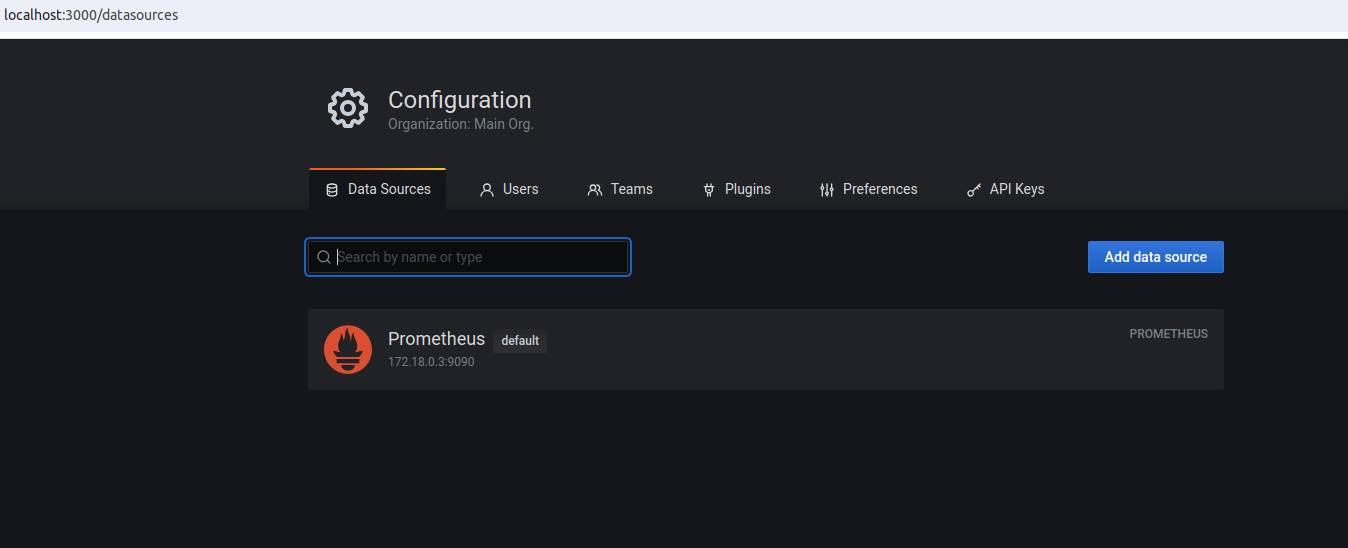 localhost:3000/datasources
Configuration
Organization: Main Org.
Data Sources Users Teams Plugins Preferences API Keys
Search by name or type Add data source
Prometheus default PROMETHEUS
172.18.0.3:9090